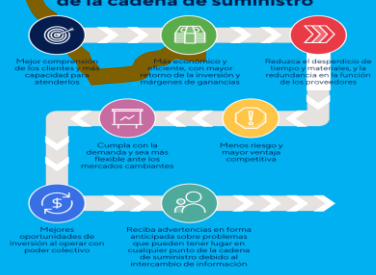 de la cadena de suministro
Mejor comprensión
de los clientes y más
capacidad para
atenderlos
Más económico y
eficiente, con mayor
retorno de la inversión y
márgenes de ganancias
Reduzca el desperdicio de
tiempo y materiales, y la
redundancia en la función
de los proveedores
Cumpla con la
demanda y sea más
flexible ante los
mercados cambiantes
Menos riesgo y
mayor ventaja
competitiva
Mejores
oportunidades de
inversión al operar con
poder colectivo
Reciba advertencias en forma
anticipada sobre problemas
que pueden tener lugar en
cualquier punto de la cadena
de suministro debido al
intercambio de información